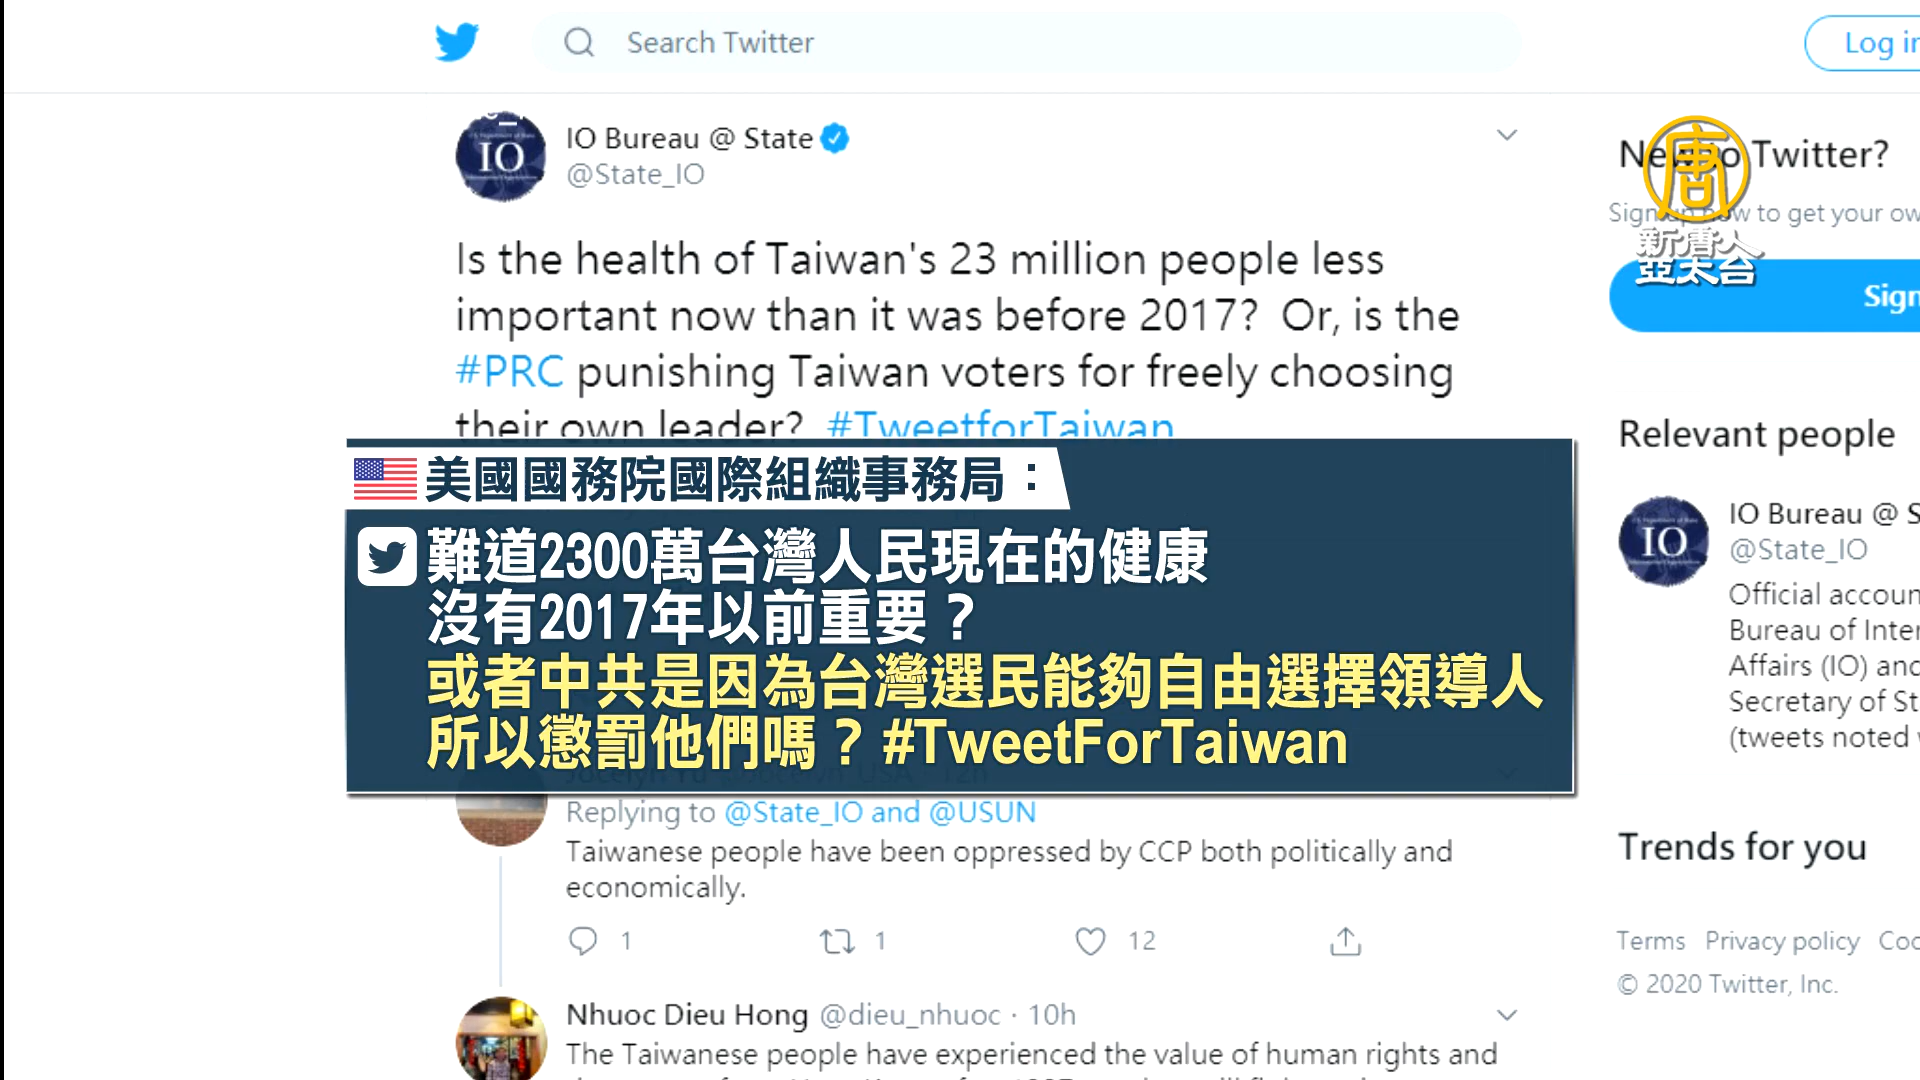 Search Twitter
Log in
IO
IO Bureau @ State
@State_IO
Is the health of Taiwan's 23 million people less
important now than it was before 2017? Or, is the
#PRC punishing Taiwan voters for freely choosing
their own leader? #TweetforTaiwan
美國國務院國際組織事務局：
難道2300萬台灣人民現在的健康
沒有2017年以前重要？
或者中共是因為台灣選民能夠自由選擇領導人
所以懲罰他們嗎？#TweetForTaiwan
Replying to @State_IO and @USUN
Taiwanese people have been oppressed by CCP both politically and
economically.
1 1 12
Nhuoc Dieu Hong @dieu_nhuoc · 10h
The Taiwanese people have experienced the value of human rights and
New to Twitter?
Sign up now to get your ow
唐
新唐人
亞太台
Sign
Relevant people
IO
IO Bureau @ S
@State_IO
Official accoun
Bureau of Inter
Affairs (IO) and
Secretary of St
(tweets noted
Trends for you
Terms Privacy policy Coo
© 2020 Twitter, Inc.